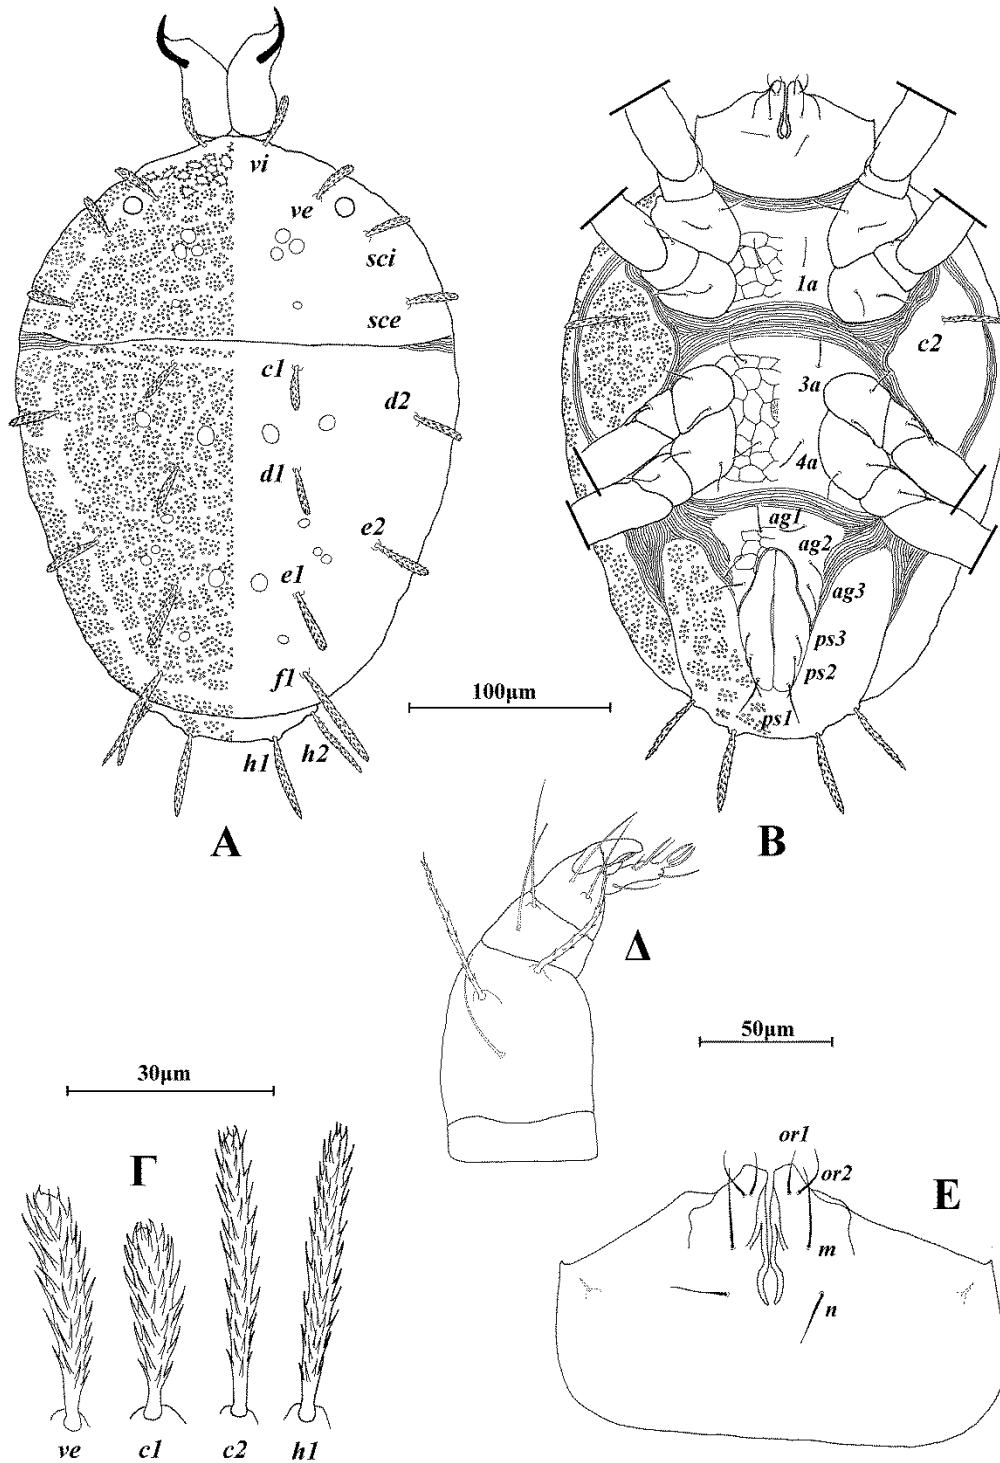 vi
ve
sci
sce
c1
d2
d1
e2
e1
f1
h1
h2
A
1a
c2
3a
4a
ag1
ag2
ag3
ps3
ps2
ps1
B
100μm
Δ
50μm
30μm
Γ
ve
c1
c2
h1
or1
or2
E
m
n